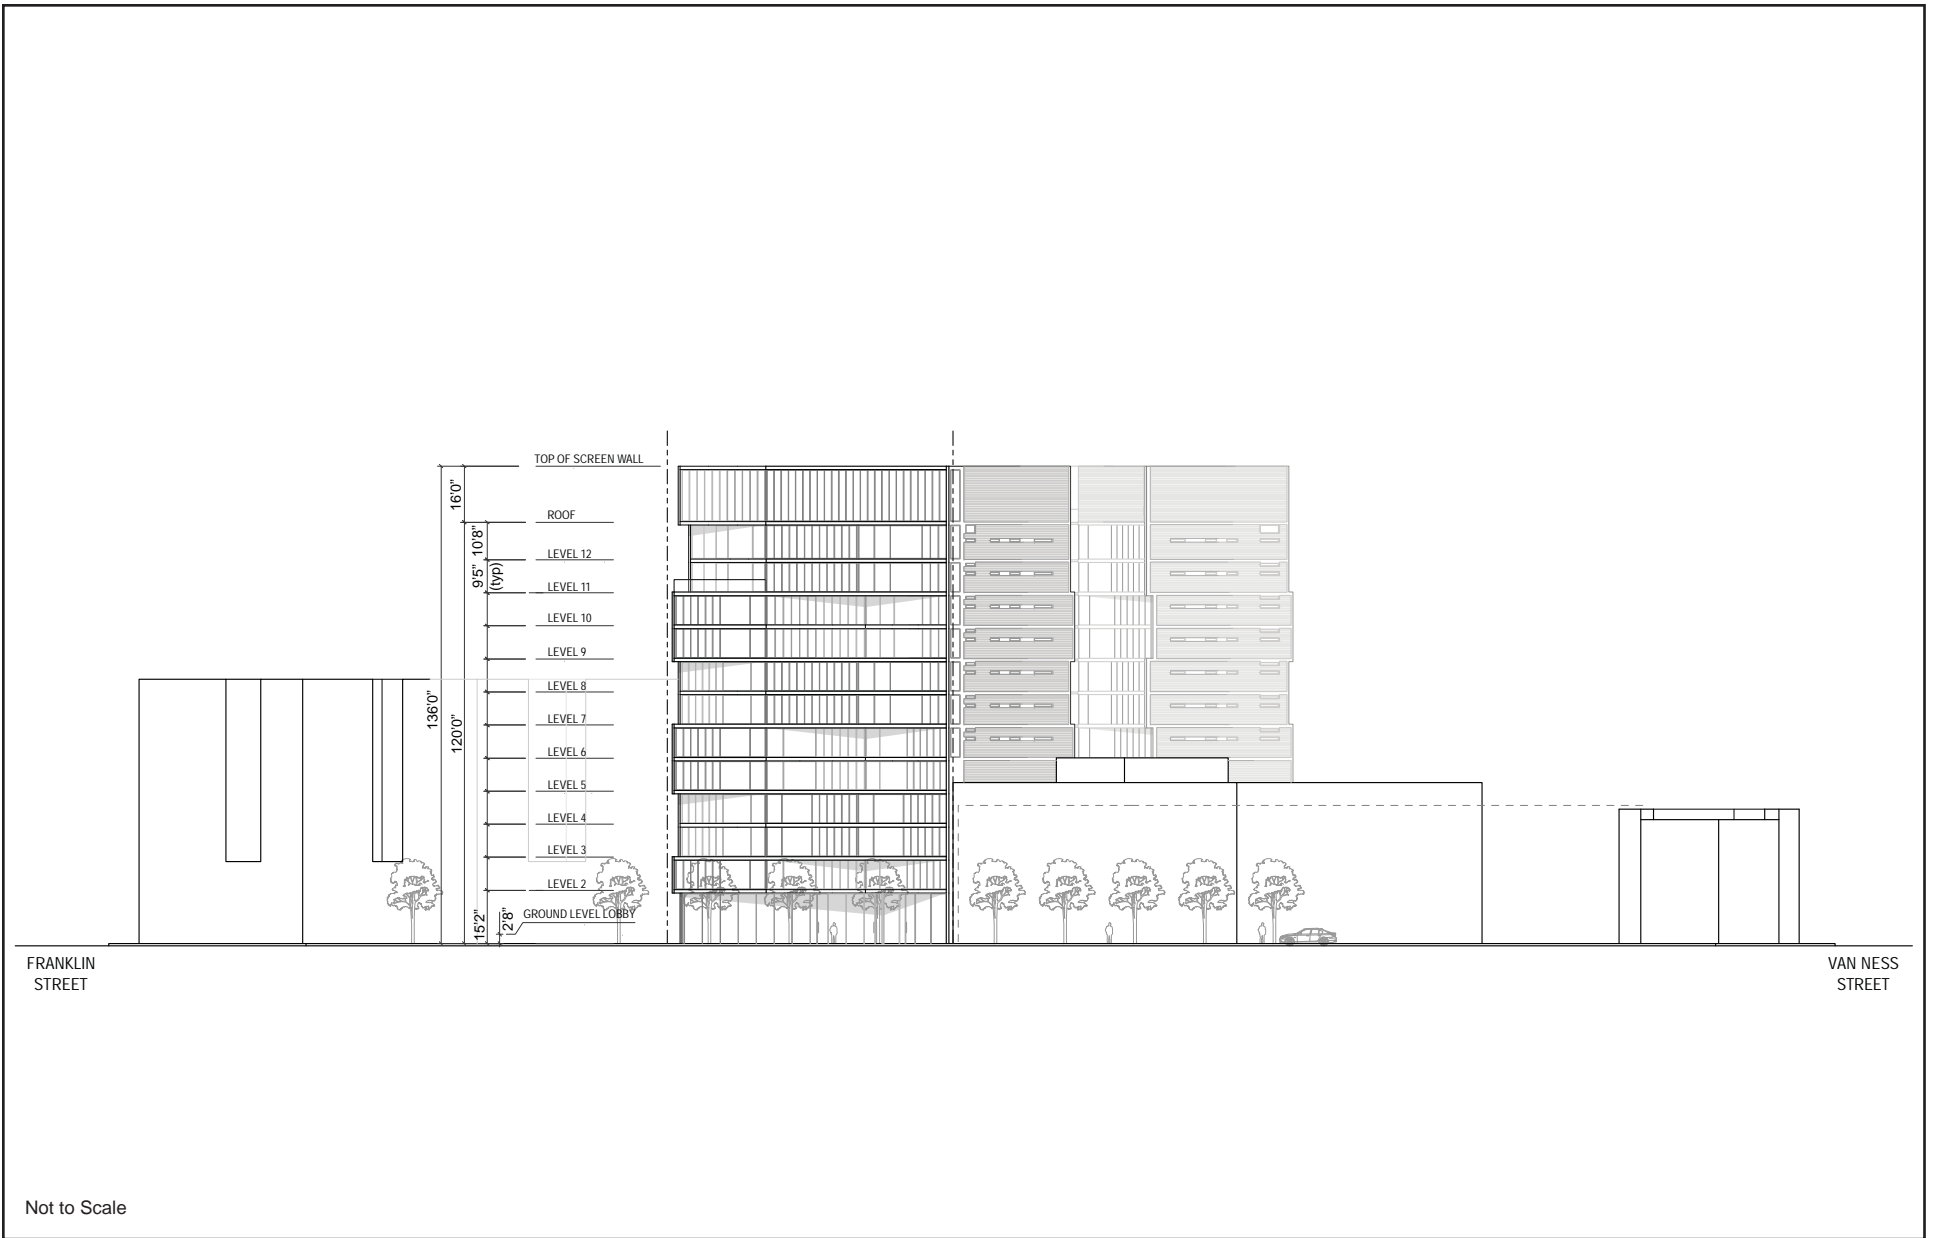 TOP OF SCREEN WALL
16'0"
ROOF
10'8"
LEVEL 12
9'5"
(typ)
LEVEL 11
LEVEL 10
LEVEL 9
LEVEL 8
136'0"
LEVEL 7
120'0"
LEVEL 6
LEVEL 5
LEVEL 4
LEVEL 3
LEVEL 2
GROUND LEVEL LOBBY
15'2"
2'8"
FRANKLIN
STREET
VAN NESS
STREET
Not to Scale